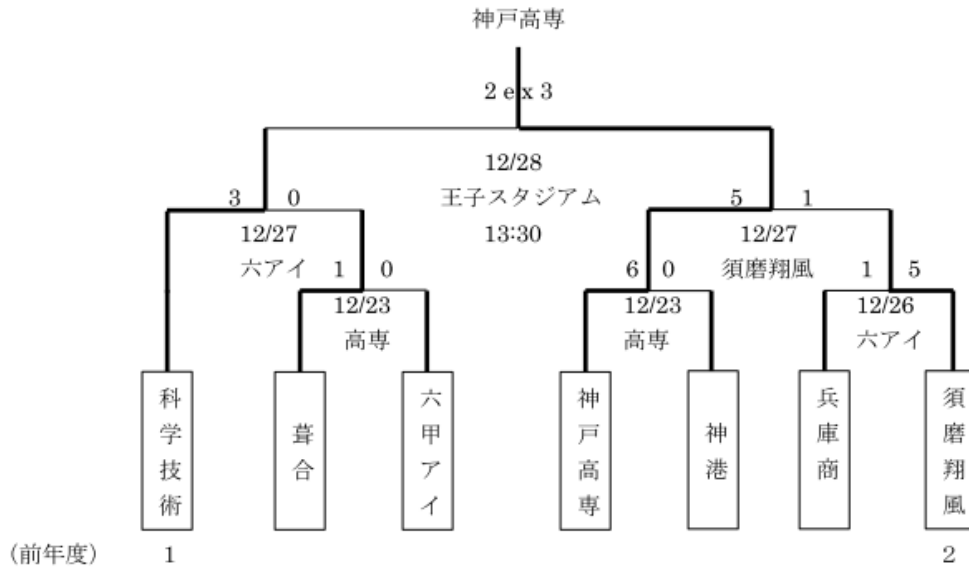 神戸高専
2 e x 3
12/28
王子スタジアム
13:30
3 0
5 1
12/27
六アイ
12/27
須磨翔風
1 0
6 0
1 5
12/23
高専
12/23
高専
12/26
六アイ
科学技術
葺合
六甲アイ
神戸高専
神港
兵庫商
須磨翔風
(前年度) 1 2